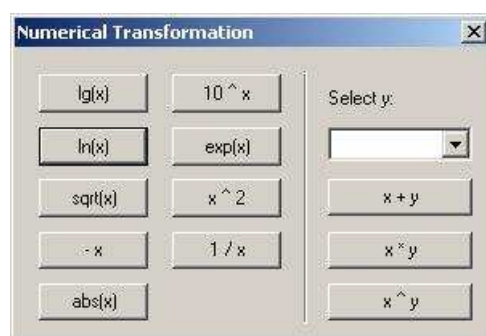 Numerical Transformation
lg(x)
10 ^ x
ln(x)
exp(x)
sqrt(x)
x ^ 2
- x
1 / x
abs(x)
Select y:
x + y
x * y
x ^ y